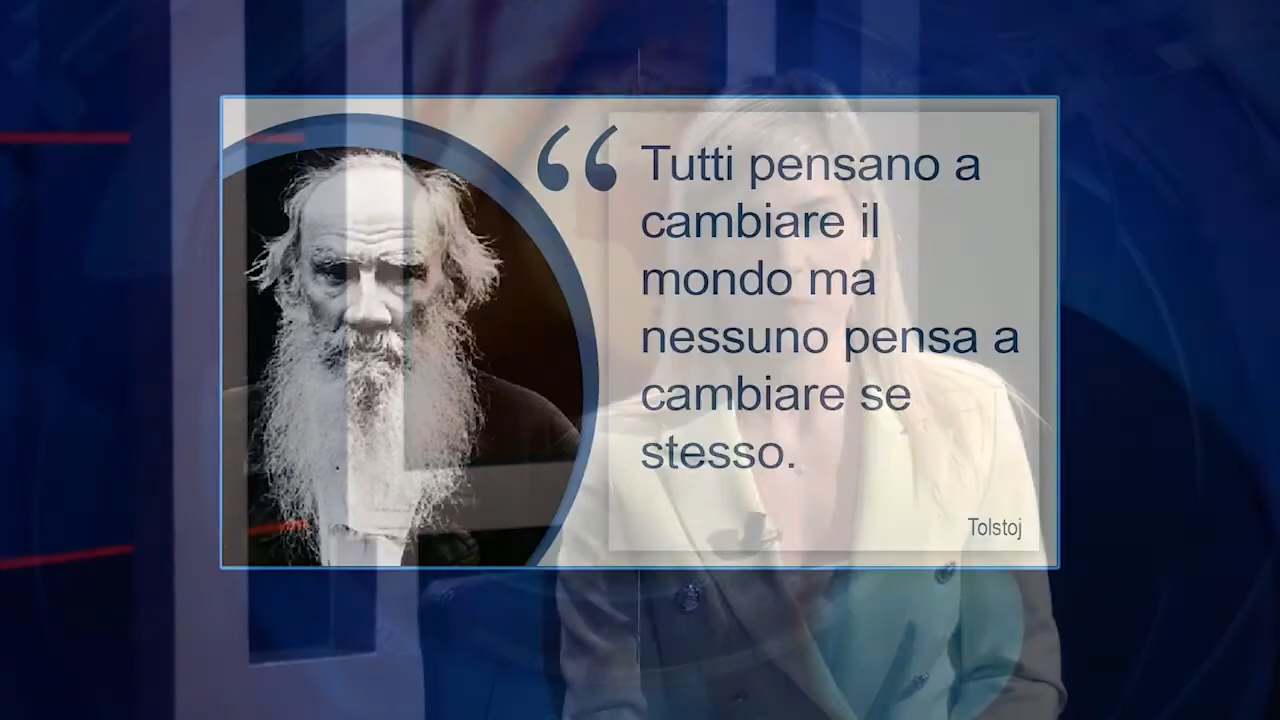 “ Tutti pensano a
cambiare il
mondo ma
nessuno pensa a
cambiare se
stesso.
Tolstoj